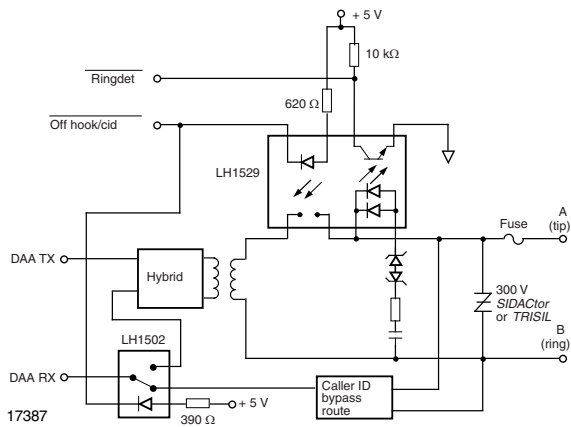 + 5 V
10 kΩ
Ringdet
620 Ω
Off hook/cid
LH1529
A
(tip)
Fuse
DAA TX
Hybrid
300 V
SIDACtor
or TRISIL
B
(ring)
LH1502
DAA RX
Caller ID
bypass
route
+ 5 V
390 Ω
17387